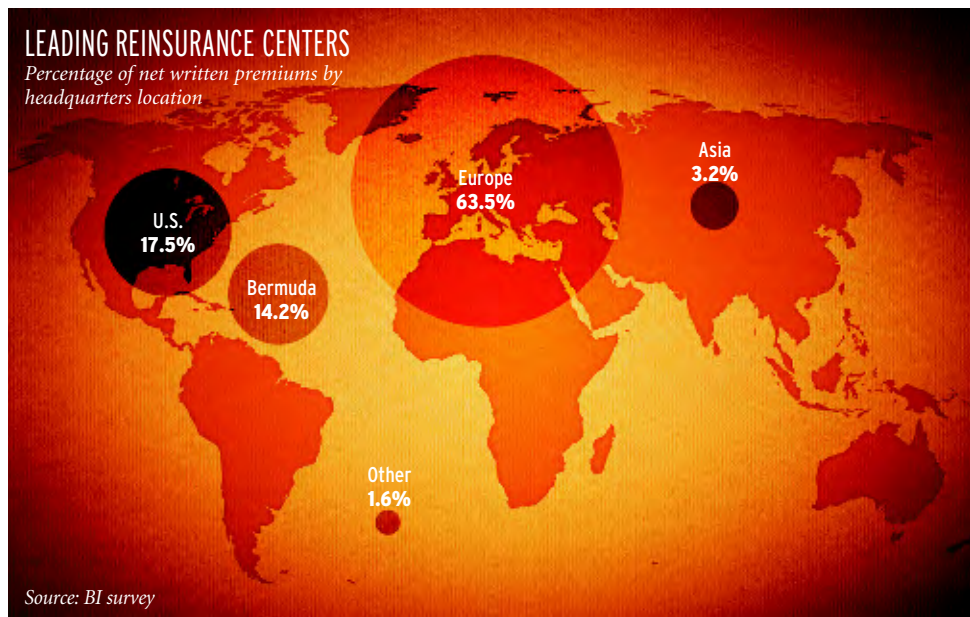 LEADING REINSURANCE CENTERS
Percentage of net written premiums by
headquarters location
Asia
3.2%
Europe
63.5%
U.S.
17.5%
Bermuda
14.2%
Other
1.6%
Source: BI survey